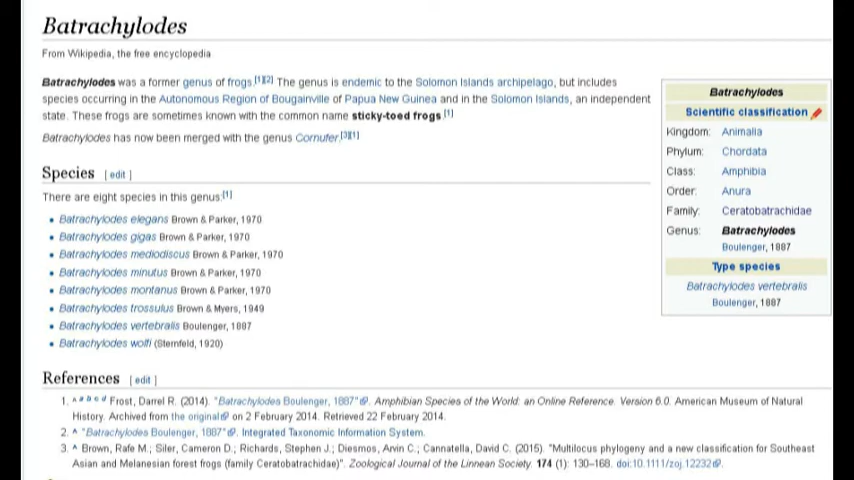 Batrachylodes
From Wikipedia, the free encyclopedia
Batrachylodes was a former genus of frogs.[1][2] The genus is endemic to the Solomon Islands archipelago, but includes
species occurring in the Autonomous Region of Bougainville of Papua New Guinea and in the Solomon Islands, an independent
state. These frogs are sometimes known with the common name sticky-toed frogs.[1]
Batrachylodes has now been merged with the genus Cornufer.[3][1]
Species [ edit ]
There are eight species in this genus:[1]
• Batrachylodes elegans Brown & Parker, 1970
• Batrachylodes gigas Brown & Parker, 1970
• Batrachylodes mediodiscus Brown & Parker, 1970
• Batrachylodes minutus Brown & Parker, 1970
• Batrachylodes montanus Brown & Parker, 1970
• Batrachylodes trossulus Brown & Myers, 1949
• Batrachylodes vertebralis Boulenger, 1887
• Batrachylodes wolfi (Sternfeld, 1920)
Batrachylodes
Scientific classification
Kingdom: Animalia
Phylum: Chordata
Class: Amphibia
Order: Anura
Family: Ceratobatrachidae
Genus: Batrachylodes
Boulenger, 1887
Type species
Batrachylodes vertebralis
Boulenger, 1887
References [ edit ]
1. ^ a b c d Frost, Darrel R. (2014). "Batrachylodes Boulenger, 1887". Amphibian Species of the World: an Online Reference. Version 6.0. American Museum of Natural
History. Archived from the original on 2 February 2014. Retrieved 22 February 2014.
2. ^ "Batrachylodes Boulenger, 1887". Integrated Taxonomic Information System.
3. ^ Brown, Rafe M.; Siler, Cameron D.; Richards, Stephen J.; Diesmos, Arvin C.; Cannatella, David C. (2015). "Multilocus phylogeny and a new classification for Southeast
Asian and Melanesian forest frogs (family Ceratobatrachidae)". Zoological Journal of the Linnean Society. 174 (1): 130–168. doi:10.1111/zoj.12232.